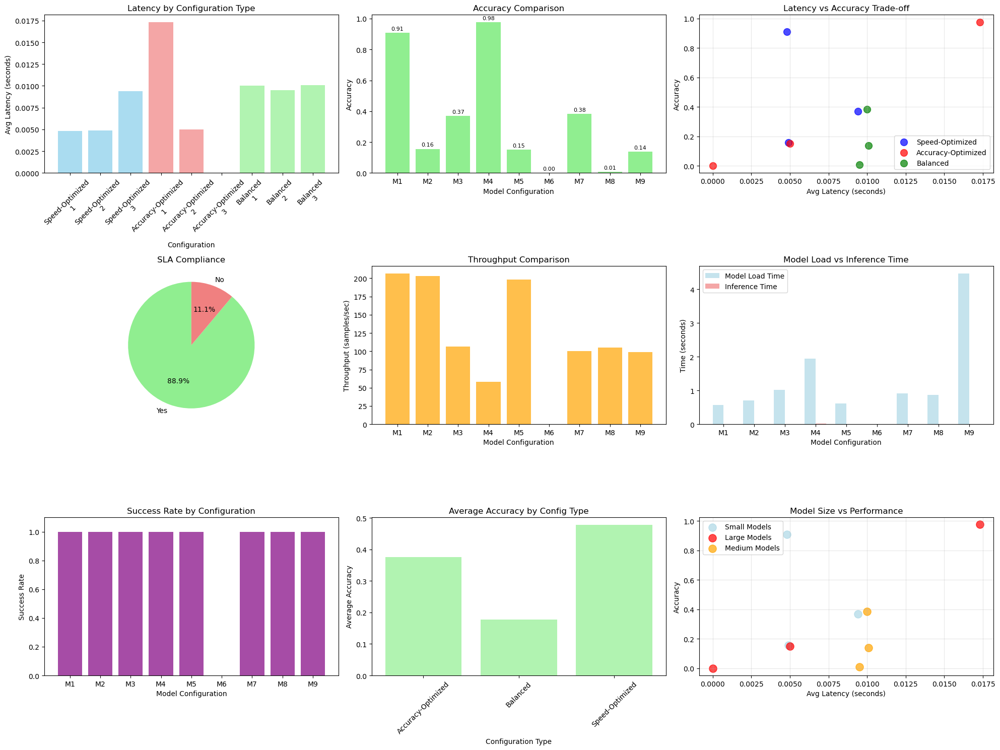 Latency by Configuration Type
0.0175
0.0150
0.0125
0.0100
0.0075
0.0050
0.0025
0.0000
Avg Latency (seconds)
Speed-Optimized
1
Speed-Optimized
2
Speed-Optimized
3
Accuracy-Optimized
1
Accuracy-Optimized
2
Accuracy-Optimized
3
Balanced
1
Balanced
2
Balanced
3
Configuration
Accuracy Comparison
1.0
0.8
0.6
0.4
0.2
0.0
Accuracy
0.91
0.16
0.37
0.98
0.15
0.00
0.38
0.01
0.14
M1 M2 M3 M4 M5 M6 M7 M8 M9
Model Configuration
Latency vs Accuracy Trade-off
1.0
0.8
0.6
0.4
0.2
0.0
Accuracy
Speed-Optimized
Accuracy-Optimized
Balanced
0.0000 0.0025 0.0050 0.0075 0.0100 0.0125 0.0150 0.0175
Avg Latency (seconds)
SLA Compliance
No
11.1%
88.9%
Yes
Throughput Comparison
200
175
150
125
100
75
50
25
0
Throughput (samples/sec)
M1 M2 M3 M4 M5 M6 M7 M8 M9
Model Configuration
Model Load vs Inference Time
Model Load Time
Inference Time
4
3
2
1
0
Time (seconds)
M1 M2 M3 M4 M5 M6 M7 M8 M9
Model Configuration
Success Rate by Configuration
1.0
0.8
0.6
0.4
0.2
0.0
Success Rate
M1 M2 M3 M4 M5 M6 M7 M8 M9
Model Configuration
Average Accuracy by Config Type
0.5
0.4
0.3
0.2
0.1
0.0
Average Accuracy
Accuracy-Optimized
Balanced
Speed-Optimized
Configuration Type
Model Size vs Performance
Small Models
Large Models
Medium Models
1.0
0.8
0.6
0.4
0.2
0.0
Accuracy
0.0000 0.0025 0.0050 0.0075 0.0100 0.0125 0.0150 0.0175
Avg Latency (seconds)